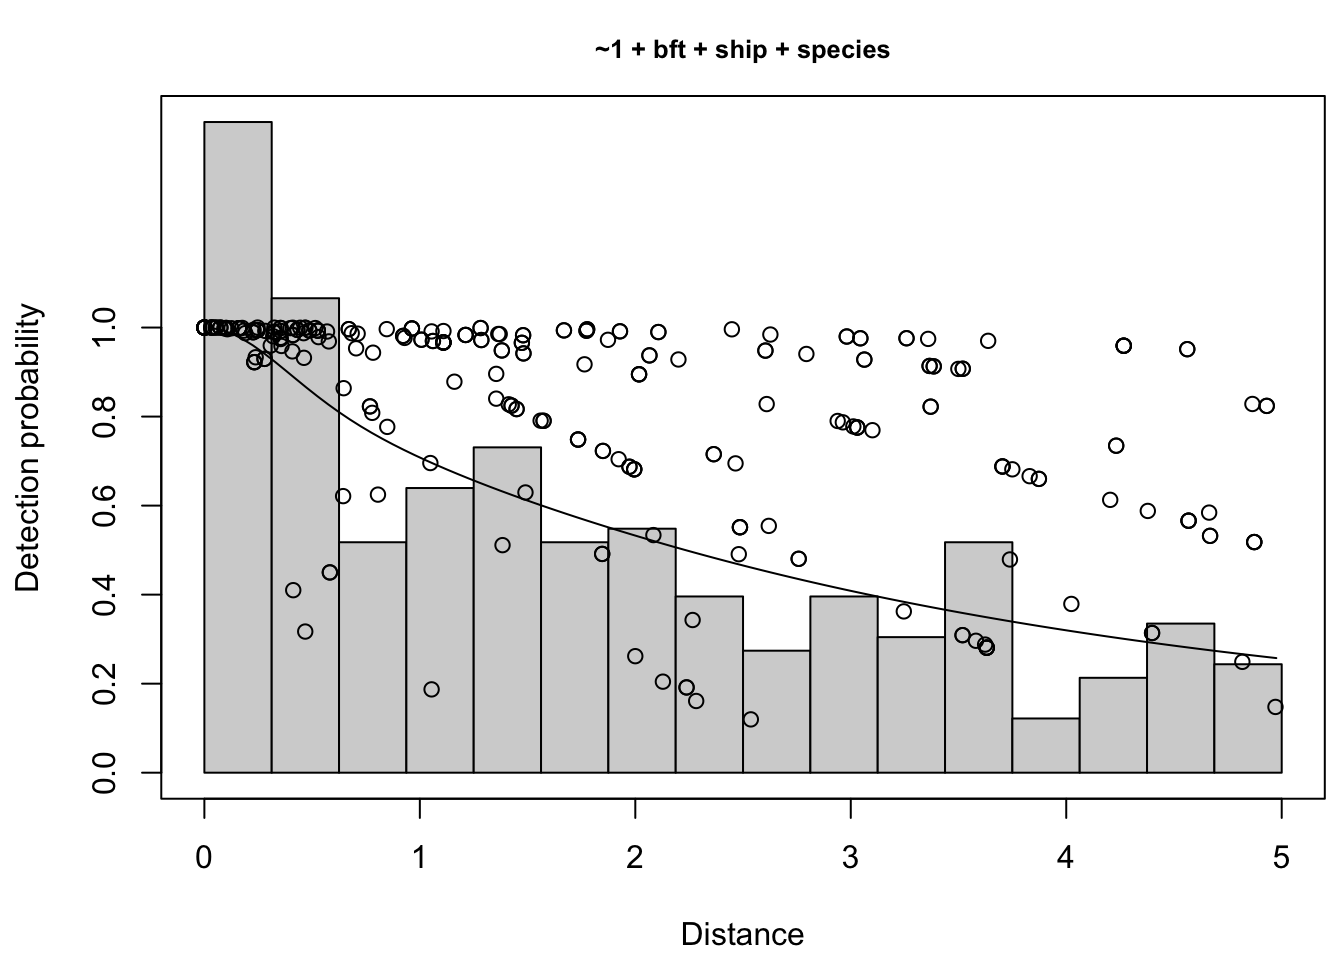 ~1 + bft + ship + species
Detection probability
1.0
0.8
0.6
0.4
0.2
0.0
0 1 2 3 4 5
Distance